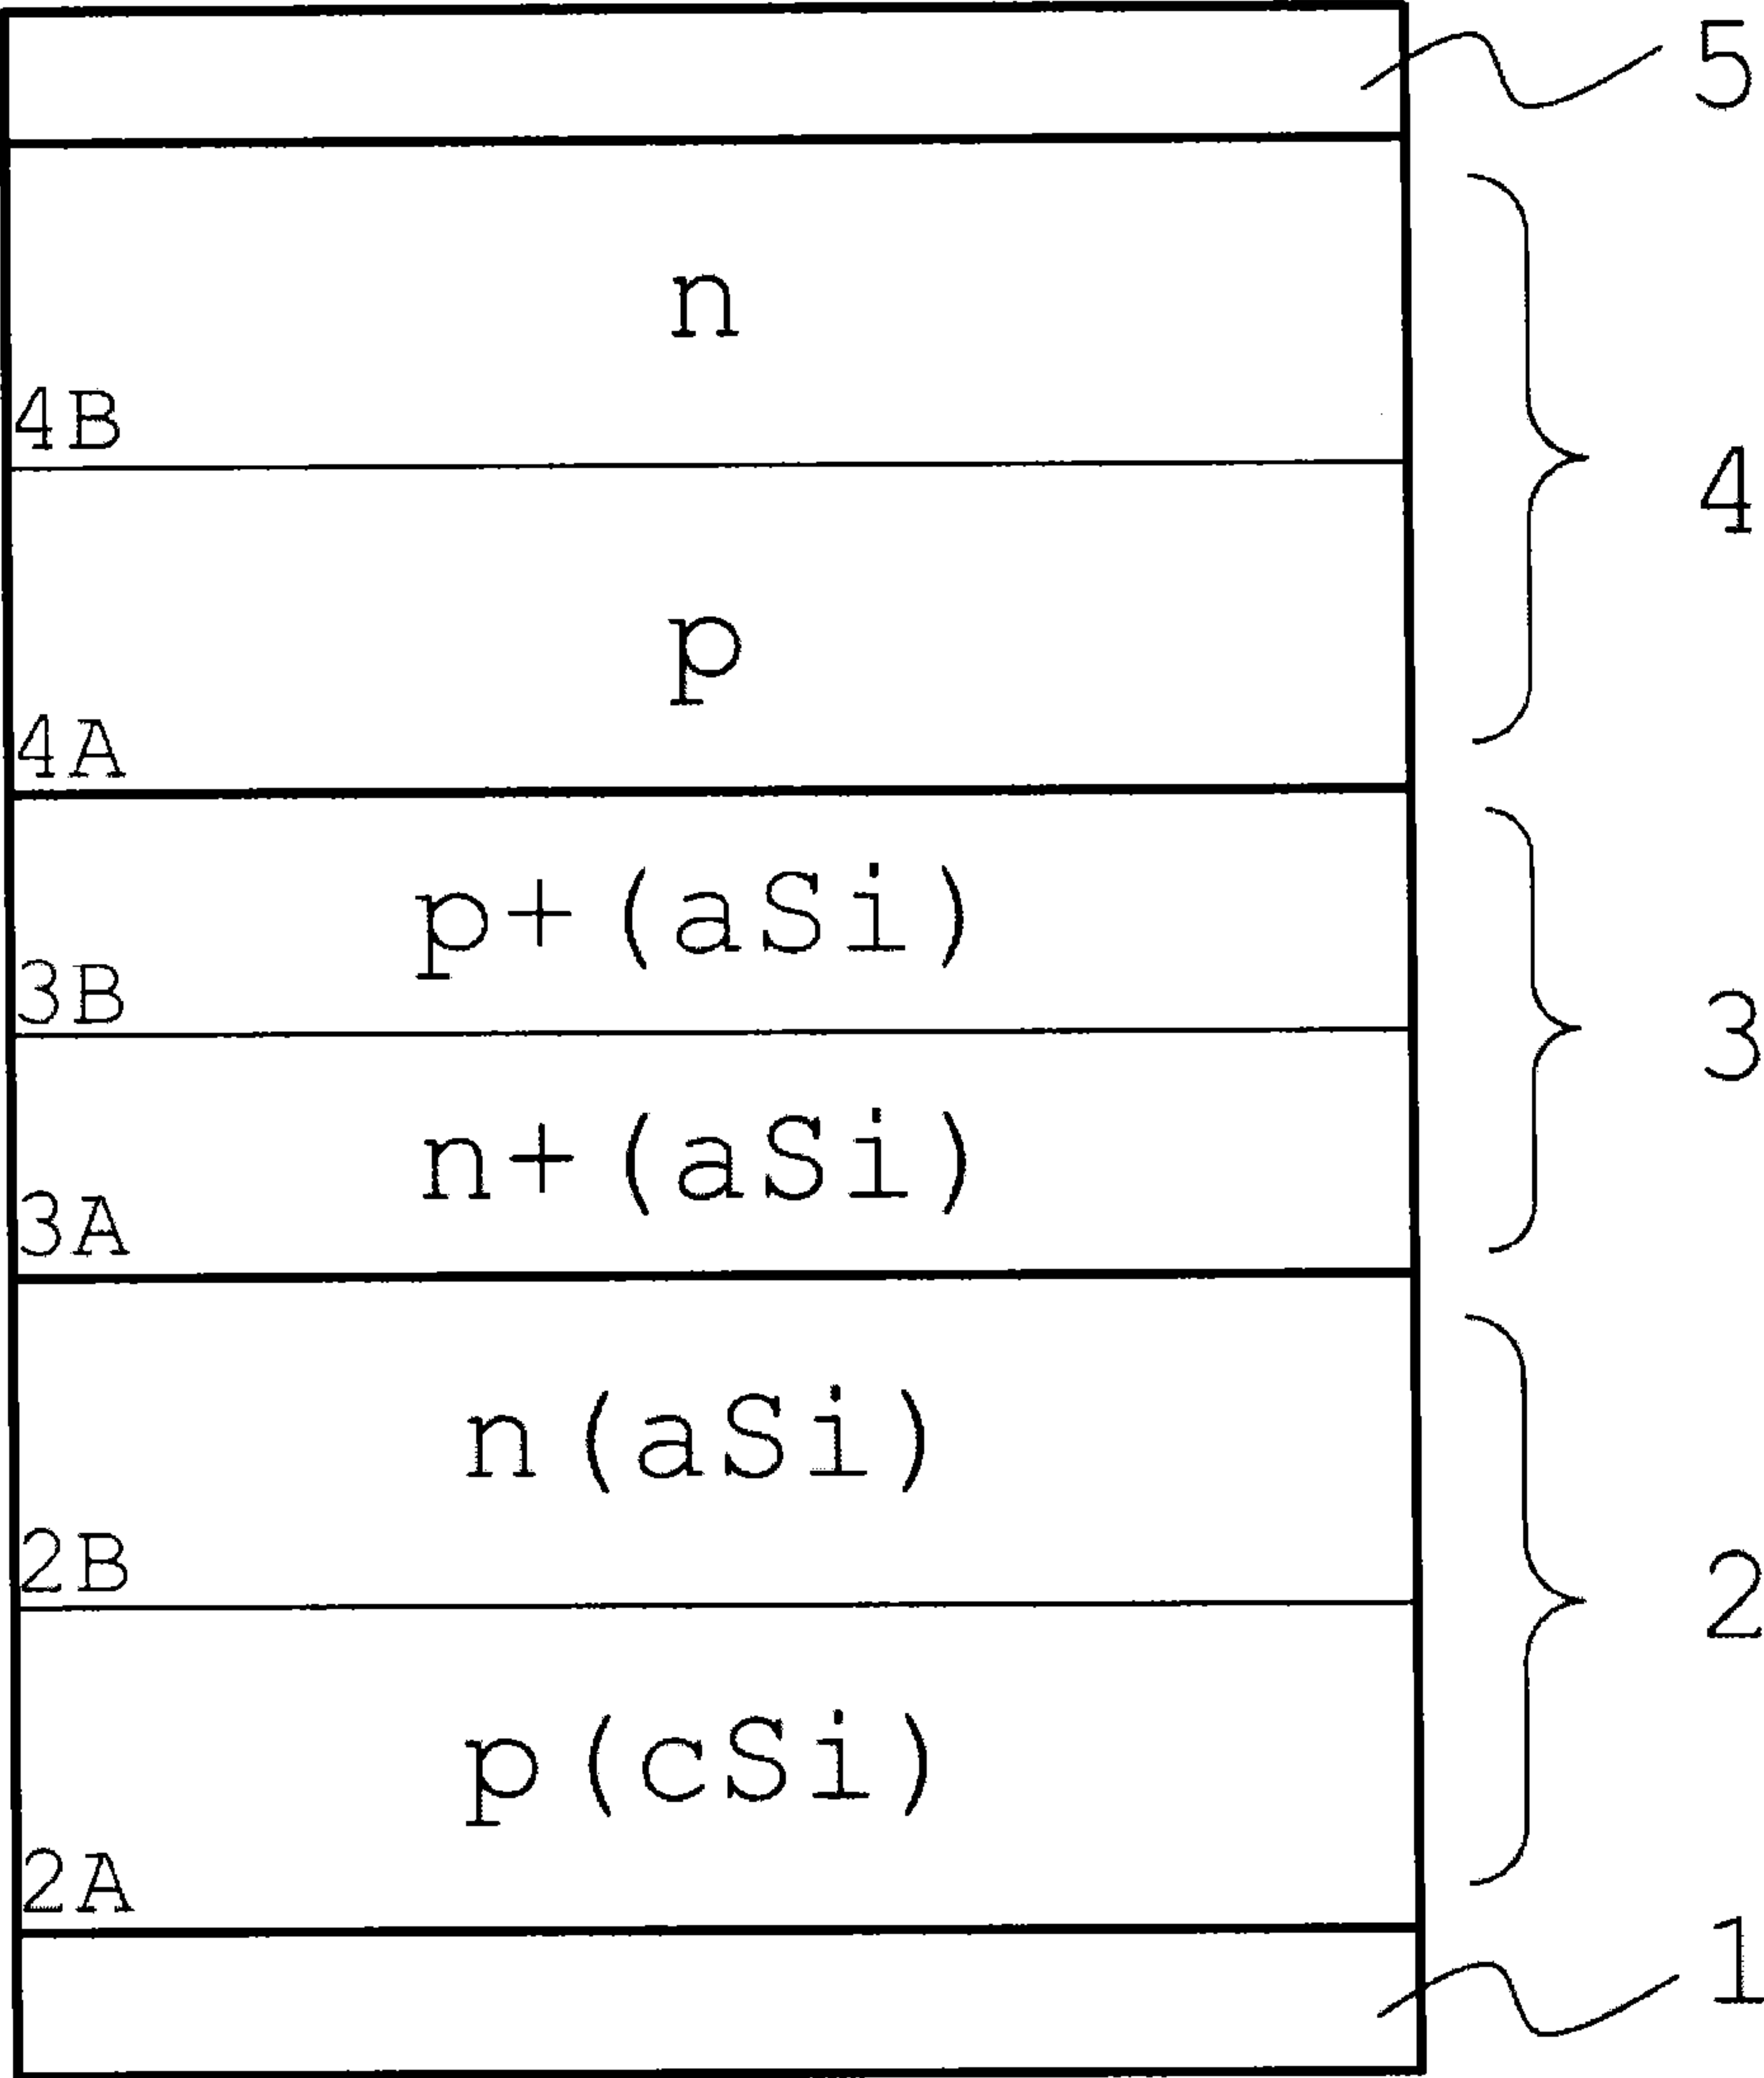 5
n
4B
4
p
4A
p+(aSi)
3B
3
n+(aSi)
3A
n(aSi)
2B
2
p(cSi)
2A
1